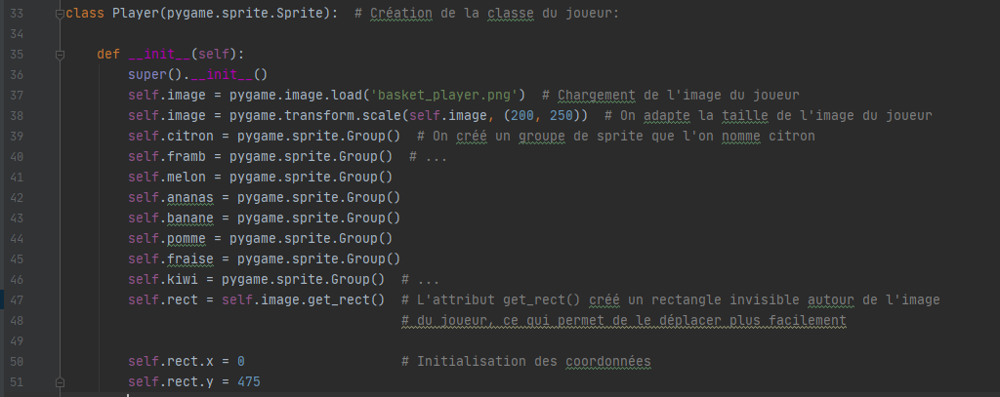 33 class Player(pygame.sprite.Sprite):  # Création de la classe du joueur:
34
35     def __init__(self):
36         super().__init__()
37         self.image = pygame.image.load('basket_player.png')  # Chargement de l'image du joueur
38         self.image = pygame.transform.scale(self.image, (200, 250))  # On adapte la taille de l'image du joueur
39         self.citron = pygame.sprite.Group()  # On créé un groupe de sprite que l'on nomme citron
40         self.framb = pygame.sprite.Group()  # ...
41         self.melon = pygame.sprite.Group()
42         self.ananas = pygame.sprite.Group()
43         self.banane = pygame.sprite.Group()
44         self.pomme = pygame.sprite.Group()
45         self.fraise = pygame.sprite.Group()
46         self.kiwi = pygame.sprite.Group()  # ...
47         self.rect = self.image.get_rect()  # L'attribut get_rect() créé un rectangle invisible autour de l'image
48                                            # du joueur, ce qui permet de le déplacer plus facilement
49
50         self.rect.x = 0                    # Initialisation des coordonnées
51         self.rect.y = 475